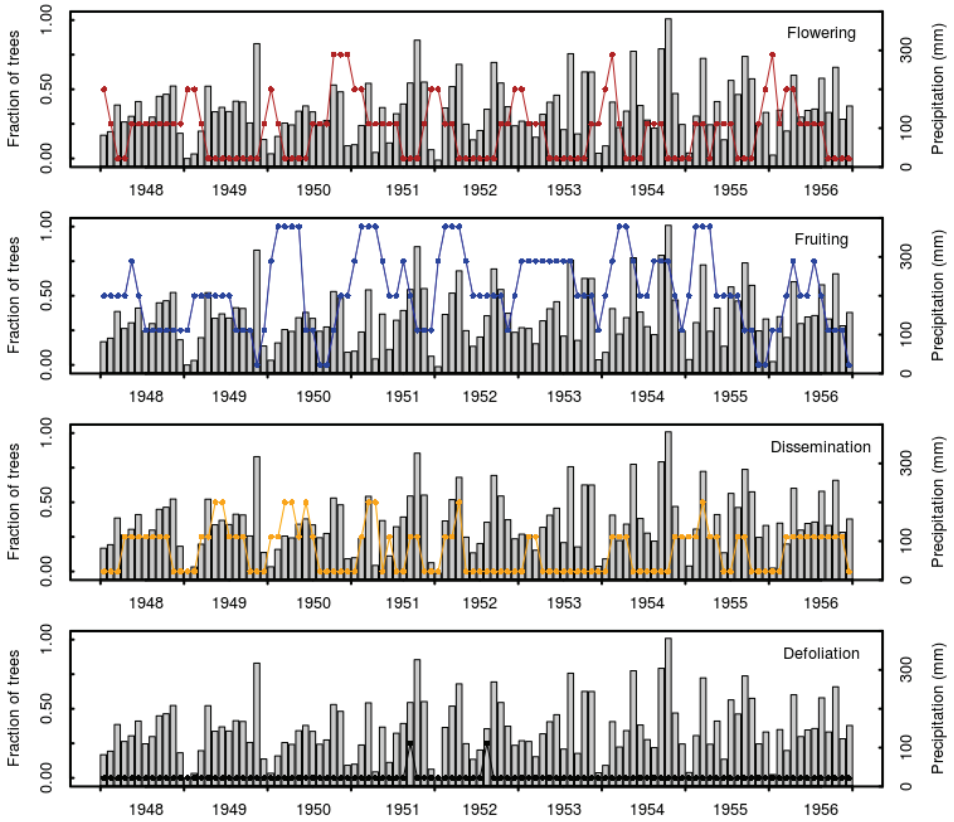 Flowering
Fraction of trees
0.00 0.50 1.00
Precipitation (mm)
0 100 300
1948 1949 1950 1951 1952 1953 1954 1955 1956
Fruiting
Fraction of trees
0.00 0.50 1.00
Precipitation (mm)
0 100 300
1948 1949 1950 1951 1952 1953 1954 1955 1956
Dissemination
Fraction of trees
0.00 0.50 1.00
Precipitation (mm)
0 100 300
1948 1949 1950 1951 1952 1953 1954 1955 1956
Defoliation
Fraction of trees
0.00 0.50 1.00
Precipitation (mm)
0 100 300
1948 1949 1950 1951 1952 1953 1954 1955 1956